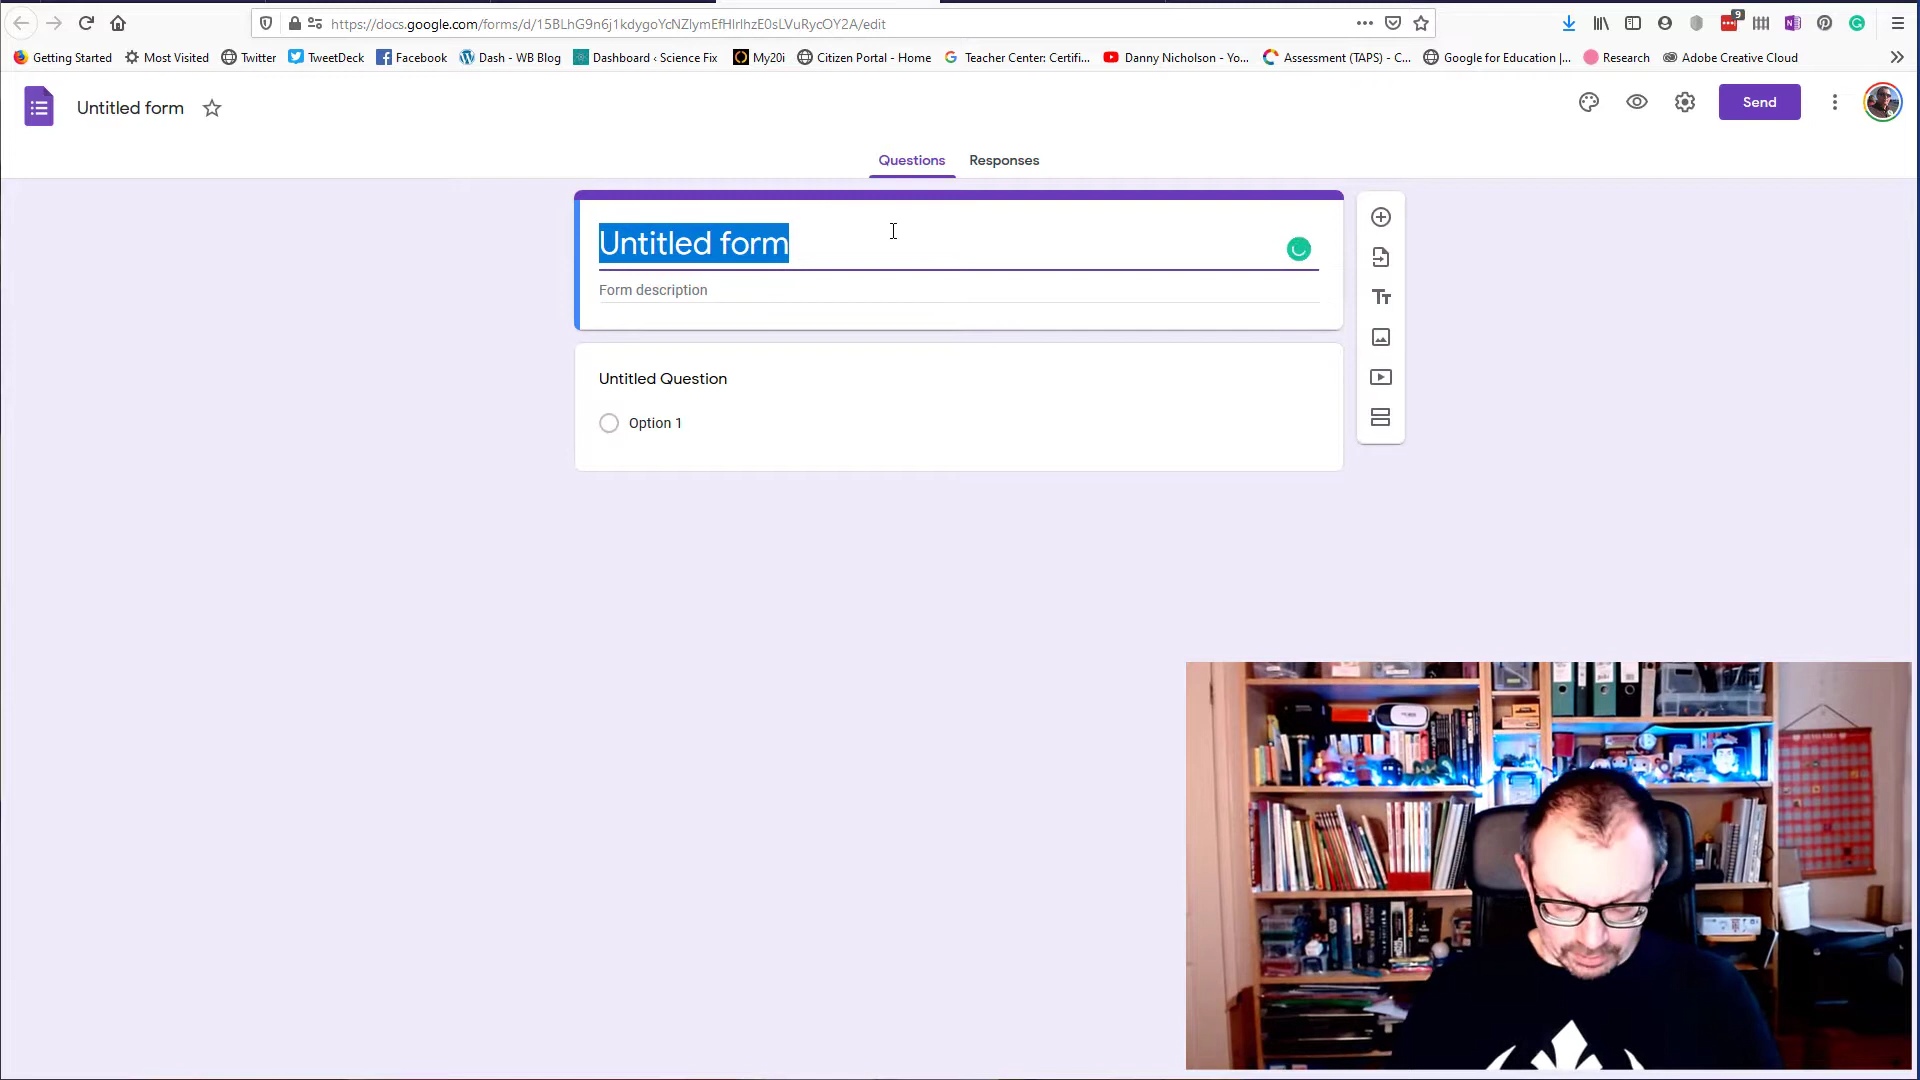 https://docs.google.com/forms/d/15BLhG9n6j1kdygoYcNZlymEfHlrlhzE0sLVuRycOY2A/edit
9
Getting Started
Most Visited
Twitter
TweetDeck
Facebook
Dash - WB Blog
Dashboard ‹ Science Fix
My20i
Citizen Portal - Home
Teacher Center: Certifi...
Danny Nicholson - Yo...
Assessment (TAPS) - C...
Google for Education |...
Research
Adobe Creative Cloud
Untitled form
Send
Questions
Responses
Untitled form
Form description
Tт
Untitled Question
Option 1